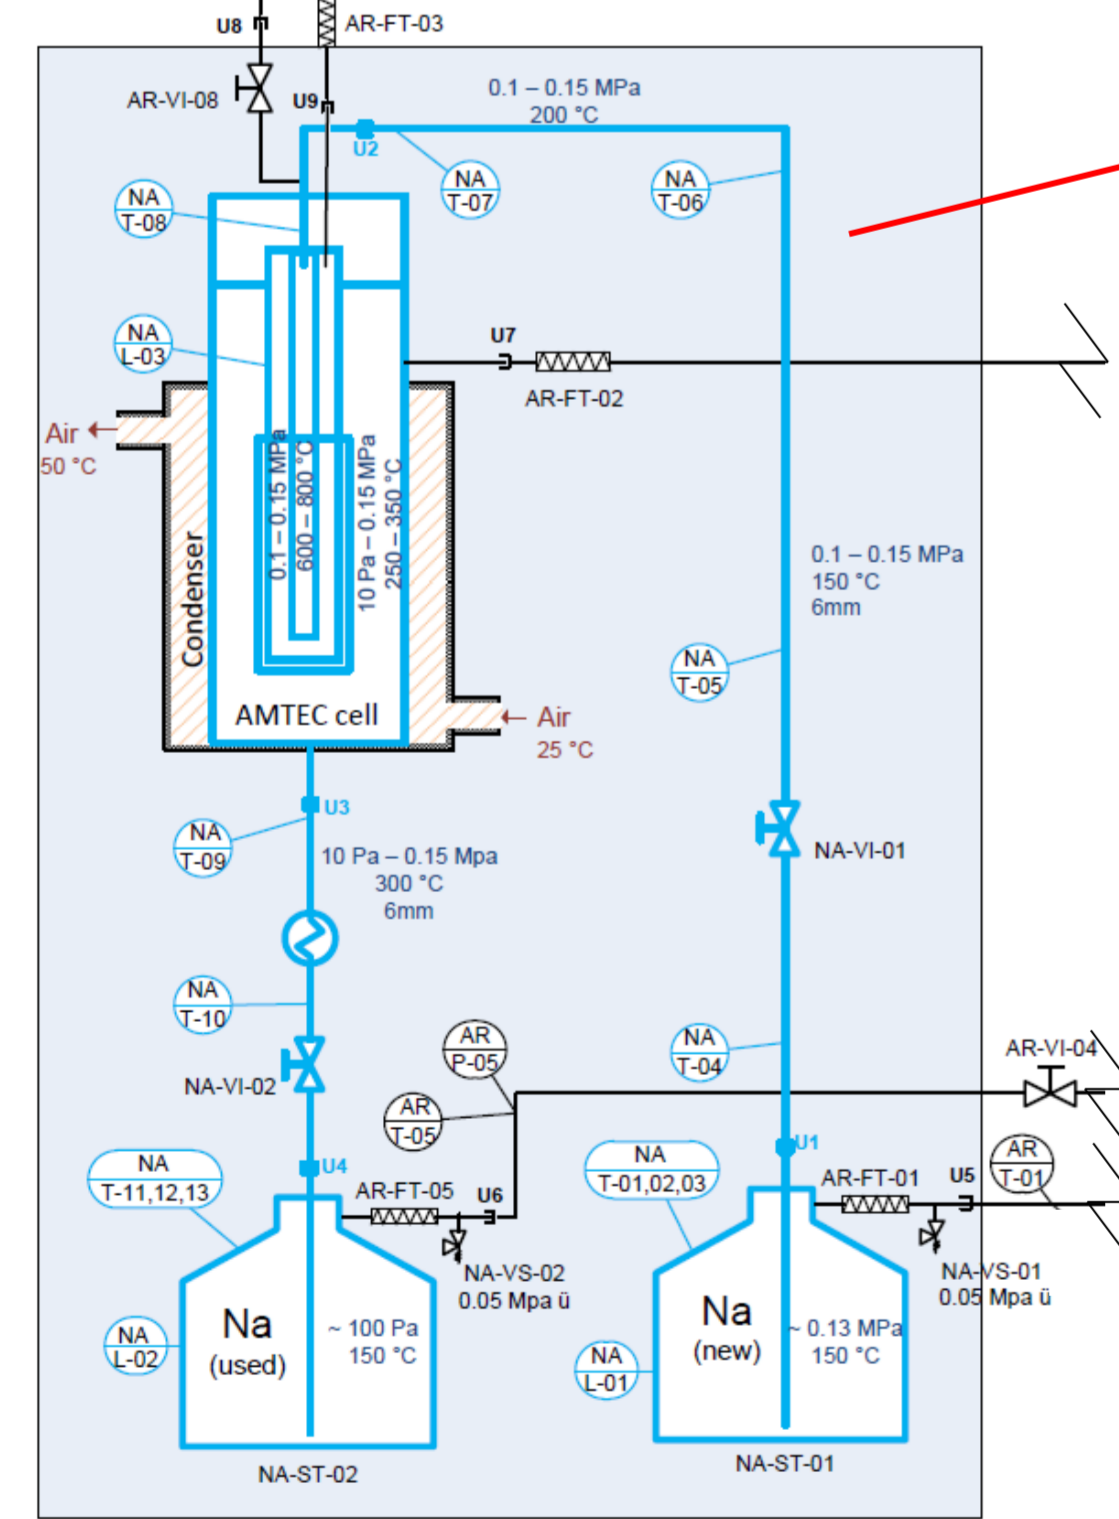 U8
AR-FT-03
AR-VI-08
U9
0.1 – 0.15 MPa
200 °C
U2
NA
T-08
NA
T-07
NA
T-06
NA
L-03
U7
AR-FT-02
Air
50 °C
0.1 – 0.15 MPa
600 – 800 °C
10 Pa – 0.15 MPa
250 – 350 °C
Condenser
0.1 – 0.15 MPa
150 °C
6mm
NA
T-05
AMTEC cell
Air
25 °C
U3
NA
T-09
10 Pa – 0.15 Mpa
300 °C
6mm
NA-VI-01
NA
T-10
NA-VI-02
AR
P-05
AR
T-05
NA
T-04
AR-VI-04
U4
U1
NA
T-11,12,13
AR-FT-05
U6
NA
T-01,02,03
AR-FT-01
U5
AR
T-01
NA-VS-02
0.05 Mpa ü
NA-VS-01
0.05 Mpa ü
Na
(used)
~ 100 Pa
150 °C
NA
L-02
Na
(new)
~ 0.13 MPa
150 °C
NA
L-01
NA-ST-02
NA-ST-01